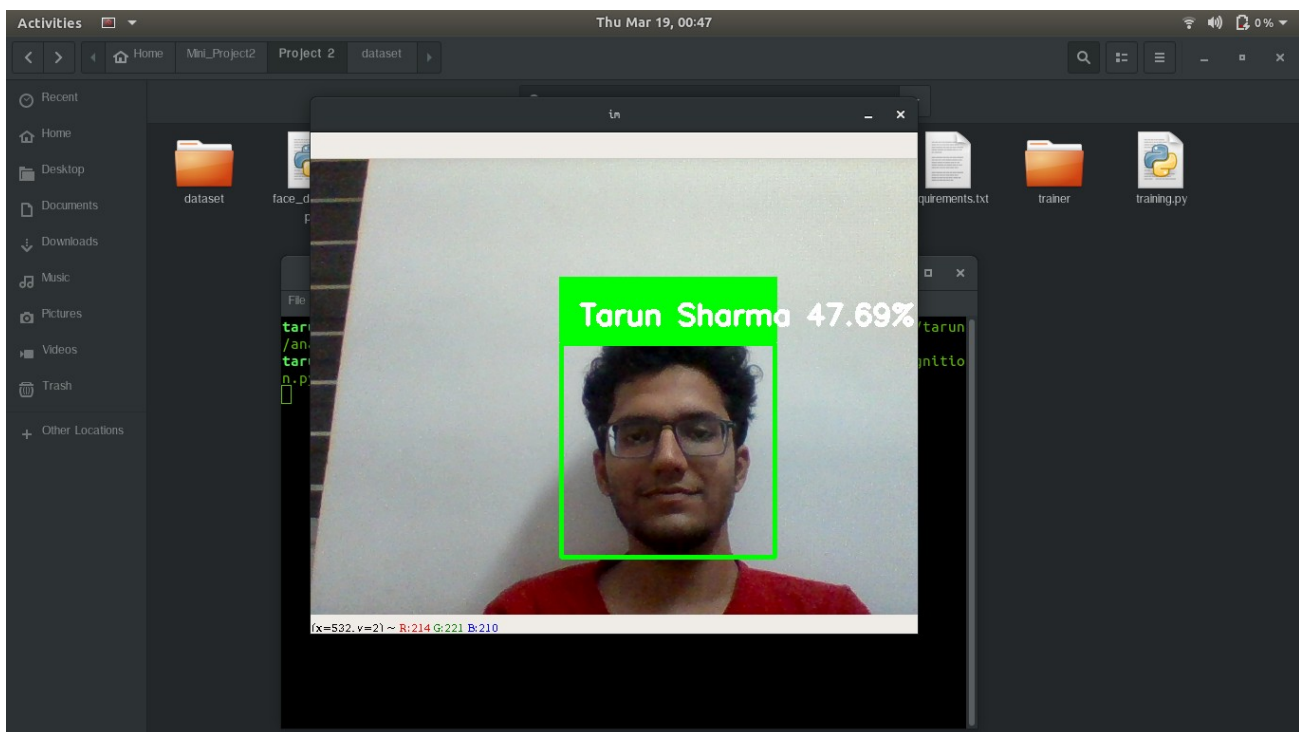 Activities
Thu Mar 19, 00:47
0 %
Home Mini_Project2 Project 2 dataset
Recent
Home
Desktop
Documents
Downloads
Music
Pictures
Videos
Trash
+ Other Locations
im
dataset
trainer
training.py
File
Tarun Sharma 47.69%
/tarun
(x=532, y=2) ~ R:214 G:221 B:210